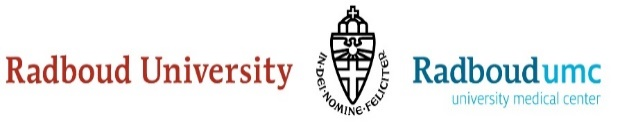 Radboud University
IN·DEI·NOMINE·FELICITER
Radboudumc
university medical center